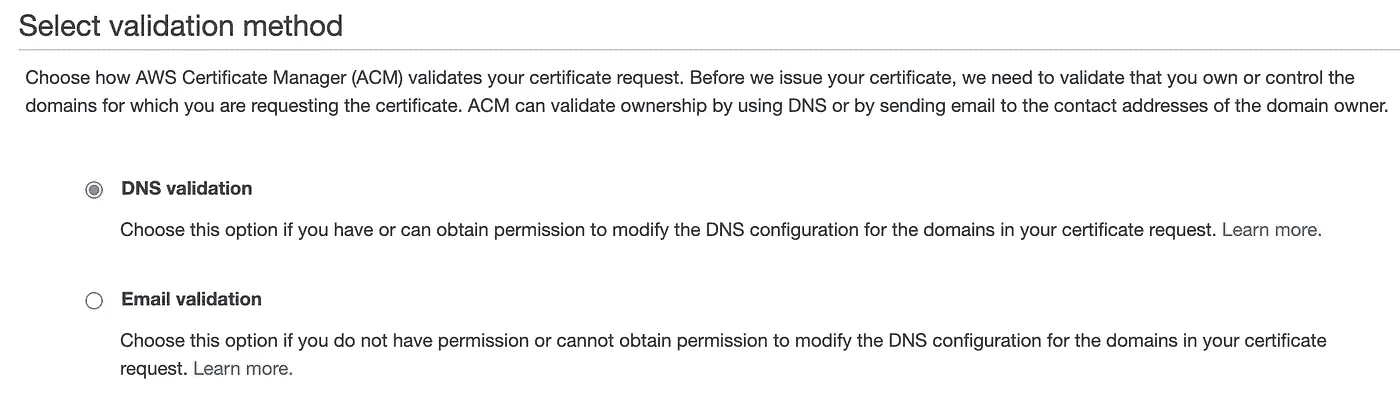 Select validation method
Choose how AWS Certificate Manager (ACM) validates your certificate request. Before we issue your certificate, we need to validate that you own or control the
domains for which you are requesting the certificate. ACM can validate ownership by using DNS or by sending email to the contact addresses of the domain owner.
DNS validation
Choose this option if you have or can obtain permission to modify the DNS configuration for the domains in your certificate request. Learn more.
Email validation
Choose this option if you do not have permission or cannot obtain permission to modify the DNS configuration for the domains in your certificate
request. Learn more.